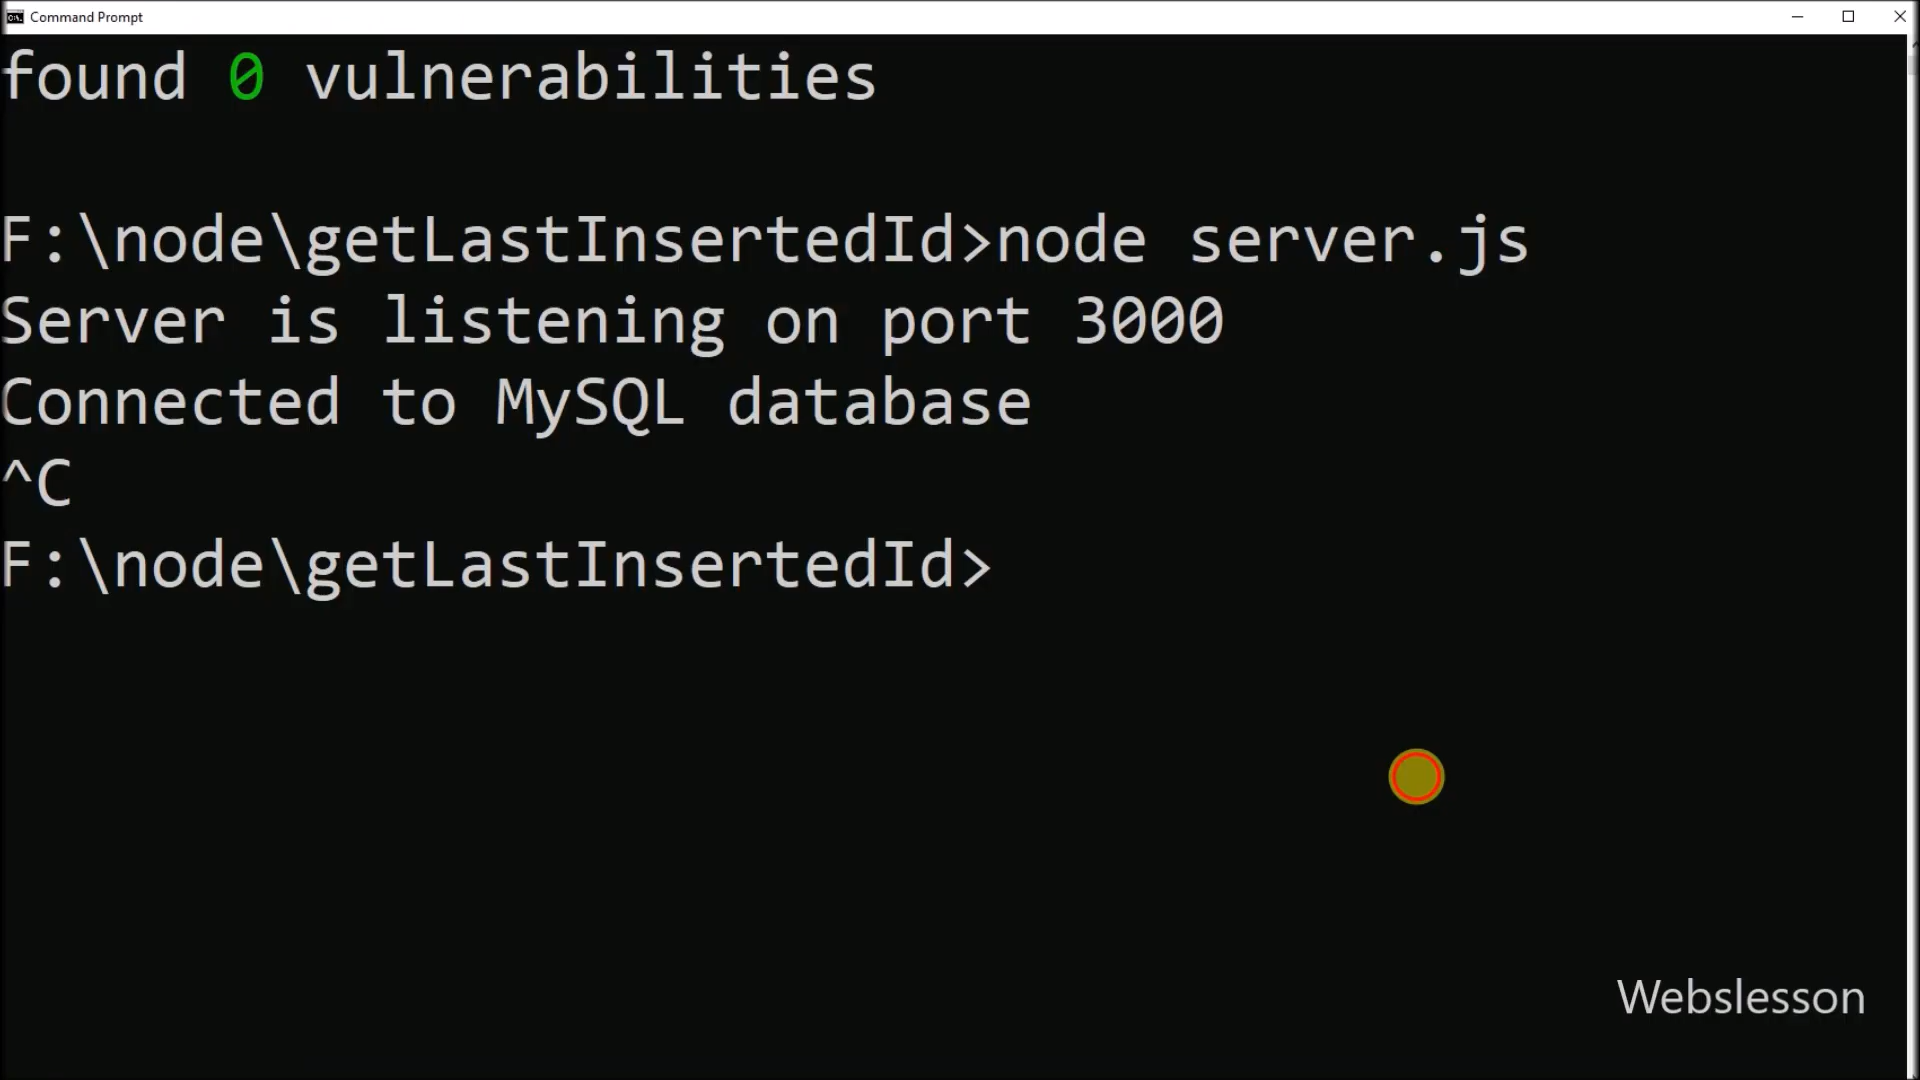 Command Prompt
found 0 vulnerabilities
F:\node\getLastInsertedId>node server.js
Server is listening on port 3000
Connected to MySQL database
^C
F:\node\getLastInsertedId>
Webslesson